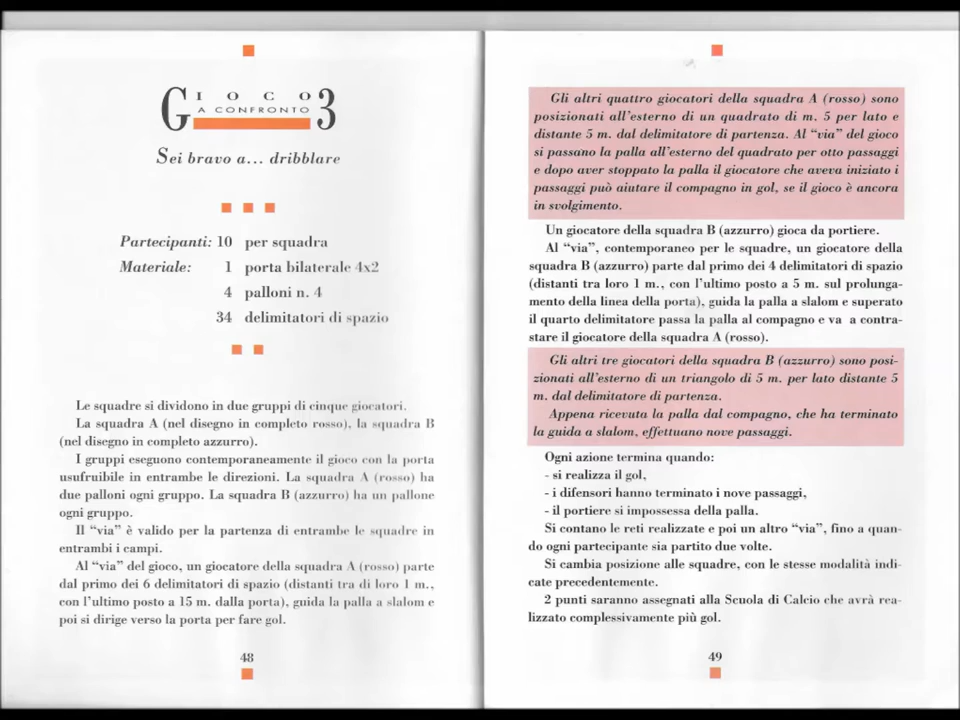 GIOCO 3
A CONFRONTO
Sei bravo a... dribblare
Partecipanti: 10 per squadra
Materiale: 1 porta bilaterale 4x2
4 palloni n. 4
34 delimitatori di spazio
Le squadre si dividono in due gruppi di cinque giocatori.
La squadra A (nel disegno in completo rosso), la squadra B
(nel disegno in completo azzurro).
I gruppi eseguono contemporaneamente il gioco con la porta
usufruibile in entrambe le direzioni. La squadra A (rosso) ha
due palloni ogni gruppo. La squadra B (azzurro) ha un pallone
ogni gruppo.
Il “via” è valido per la partenza di entrambe le squadre in
entrambi i campi.
Al “via” del gioco, un giocatore della squadra A (rosso) parte
dal primo dei 6 delimitatori di spazio (distanti tra di loro 1 m.,
con l’ultimo posto a 15 m. dalla porta), guida la palla a slalom e
poi si dirige verso la porta per fare gol.
48
Gli altri quattro giocatori della squadra A (rosso) sono
posizionati all’esterno di un quadrato di m. 5 per lato e
distante 5 m. dal delimitatore di partenza. Al “via” del gioco
si passano la palla all’esterno del quadrato per otto passaggi
e dopo aver stoppato la palla il giocatore che aveva iniziato i
passaggi può aiutare il compagno in gol, se il gioco è ancora
in svolgimento.
Un giocatore della squadra B (azzurro) gioca da portiere.
Al “via”, contemporaneo per le squadre, un giocatore della
squadra B (azzurro) parte dal primo dei 4 delimitatori di spazio
(distanti tra loro 1 m., con l’ultimo posto a 5 m. sul prolunga-
mento della linea della porta), guida la palla a slalom e superato
il quarto delimitatore passa la palla al compagno e va a contra-
stare il giocatore della squadra A (rosso).
Gli altri tre giocatori della squadra B (azzurro) sono posi-
zionati all’esterno di un triangolo di 5 m. per lato distante 5
m. dal delimitatore di partenza.
Appena ricevuta la palla dal compagno, che ha terminato
la guida a slalom, effettuano nove passaggi.
Ogni azione termina quando:
- si realizza il gol,
- i difensori hanno terminato i nove passaggi,
- il portiere si impossessa della palla.
Si contano le reti realizzate e poi un altro “via”, fino a quan-
do ogni partecipante sia partito due volte.
Si cambia posizione alle squadre, con le stesse modalità indi-
cate precedentemente.
2 punti saranno assegnati alla Scuola di Calcio che avrà rea-
lizzato complessivamente più gol.
49